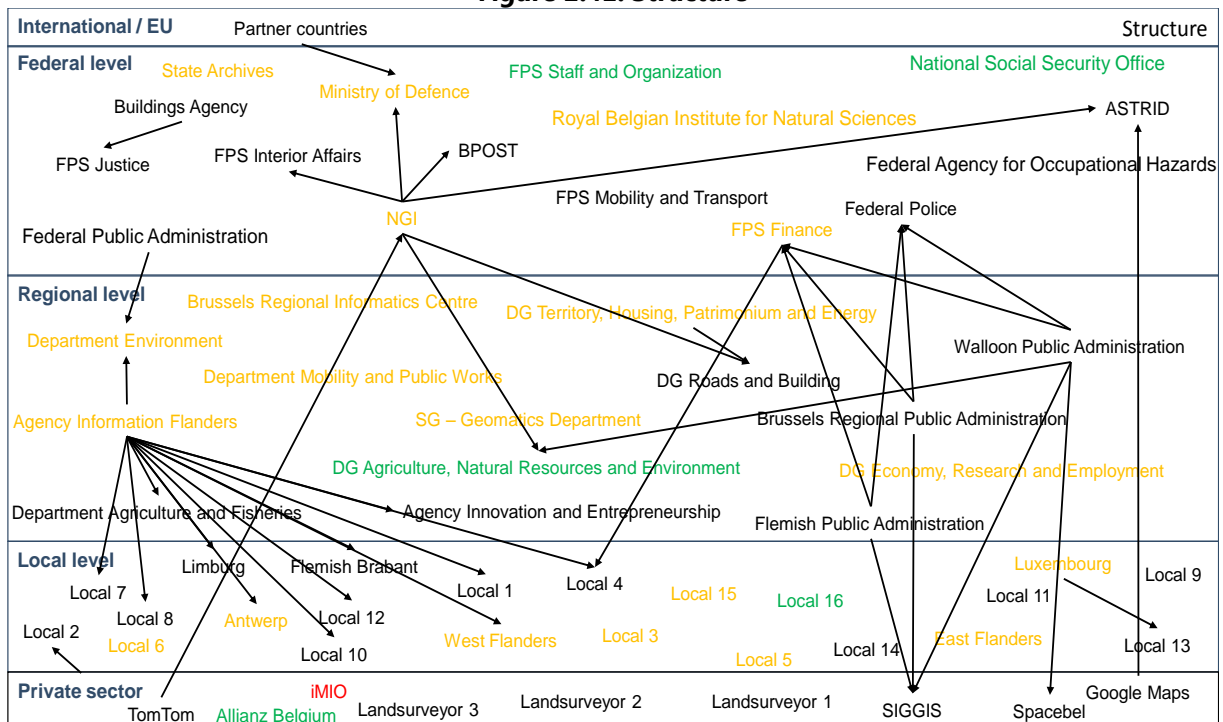 International / EU
Partner countries
Structure
Federal level
State Archives
FPS Staff and Organization
National Social Security Office
Ministry of Defence
Buildings Agency
Royal Belgian Institute for Natural Sciences
ASTRID
FPS Justice
FPS Interior Affairs
BPOST
Federal Agency for Occupational Hazards
FPS Mobility and Transport
Federal Police
NGI
FPS Finance
Federal Public Administration
Regional level
Brussels Regional Informatics Centre
DG Territory, Housing, Patrimonium and Energy
Department Environment
Walloon Public Administration
Department Mobility and Public Works
DG Roads and Building
Agency Information Flanders
SG – Geomatics Department
Brussels Regional Public Administration
DG Agriculture, Natural Resources and Environment
DG Economy, Research and Employment
Department Agriculture and Fisheries
Agency Innovation and Entrepreneurship
Flemish Public Administration
Local level
Limburg
Flemish Brabant
Luxembourg
Local 9
Local 7
Local 1
Local 4
Local 15
Local 16
Local 11
Local 8
Antwerp
Local 12
Local 2
Local 6
Local 10
West Flanders
Local 3
Local 5
Local 14
East Flanders
Local 13
Private sector
iMIO
TomTom
Allianz Belgium
Landsurveyor 3
Landsurveyor 2
Landsurveyor 1
SIGGIS
Spacebel
Google Maps